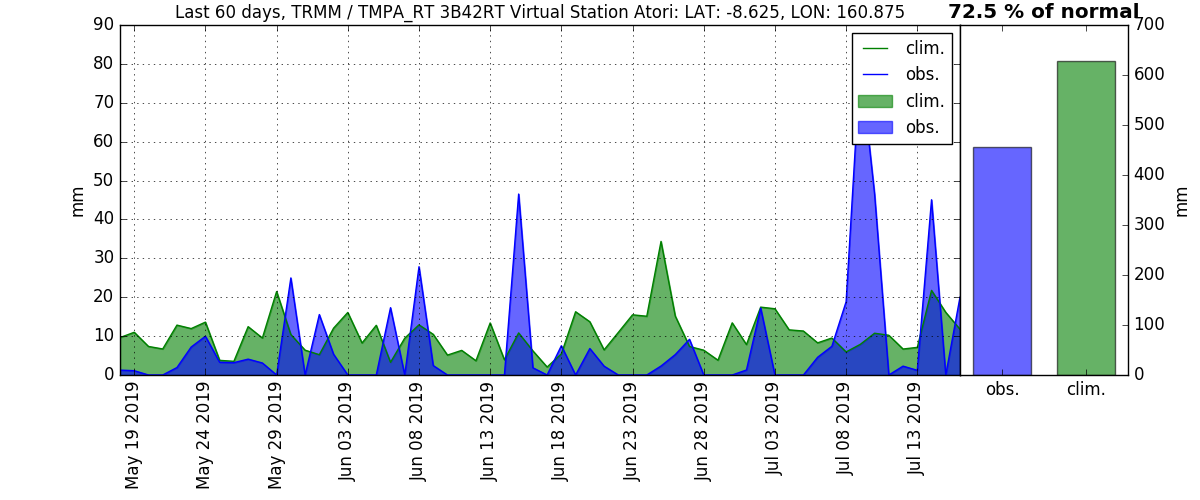 Last 60 days, TRMM / TMPA_RT 3B42RT Virtual Station Atori: LAT: -8.625, LON: 160.875
72.5 % of normal
90
80
70
60
50
40
30
20
10
0
mm
clim.
obs.
clim.
obs.
May 19 2019
May 24 2019
May 29 2019
Jun 03 2019
Jun 08 2019
Jun 13 2019
Jun 18 2019
Jun 23 2019
Jun 28 2019
Jul 03 2019
Jul 08 2019
Jul 13 2019
700
600
500
400
300
200
100
0
mm
obs.
clim.